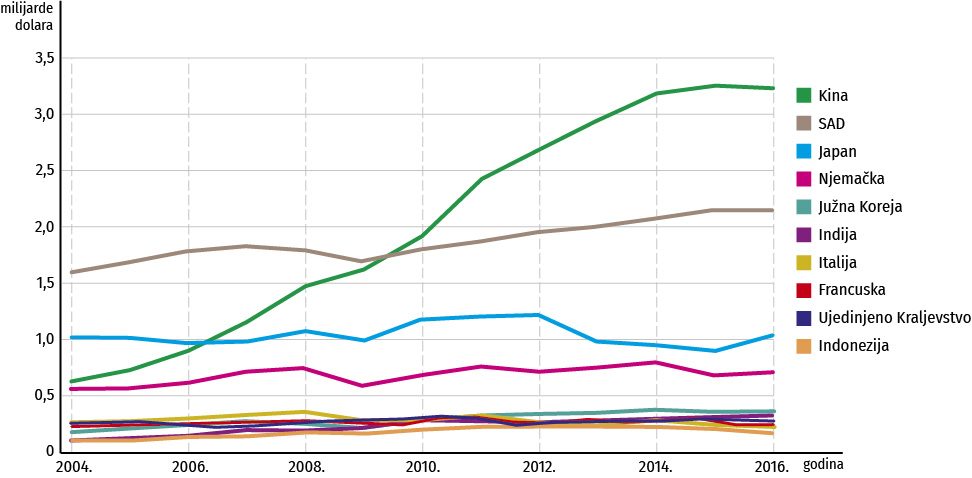 milijarde
dolara
3,5
3,0
2,5
2,0
1,5
1,0
0,5
0
2004.
2006.
2008.
2010.
2012.
2014.
2016.
godina
Kina
SAD
Japan
Njemačka
Južna Koreja
Indija
Italija
Francuska
Ujedinjeno Kraljevstvo
Indonezija